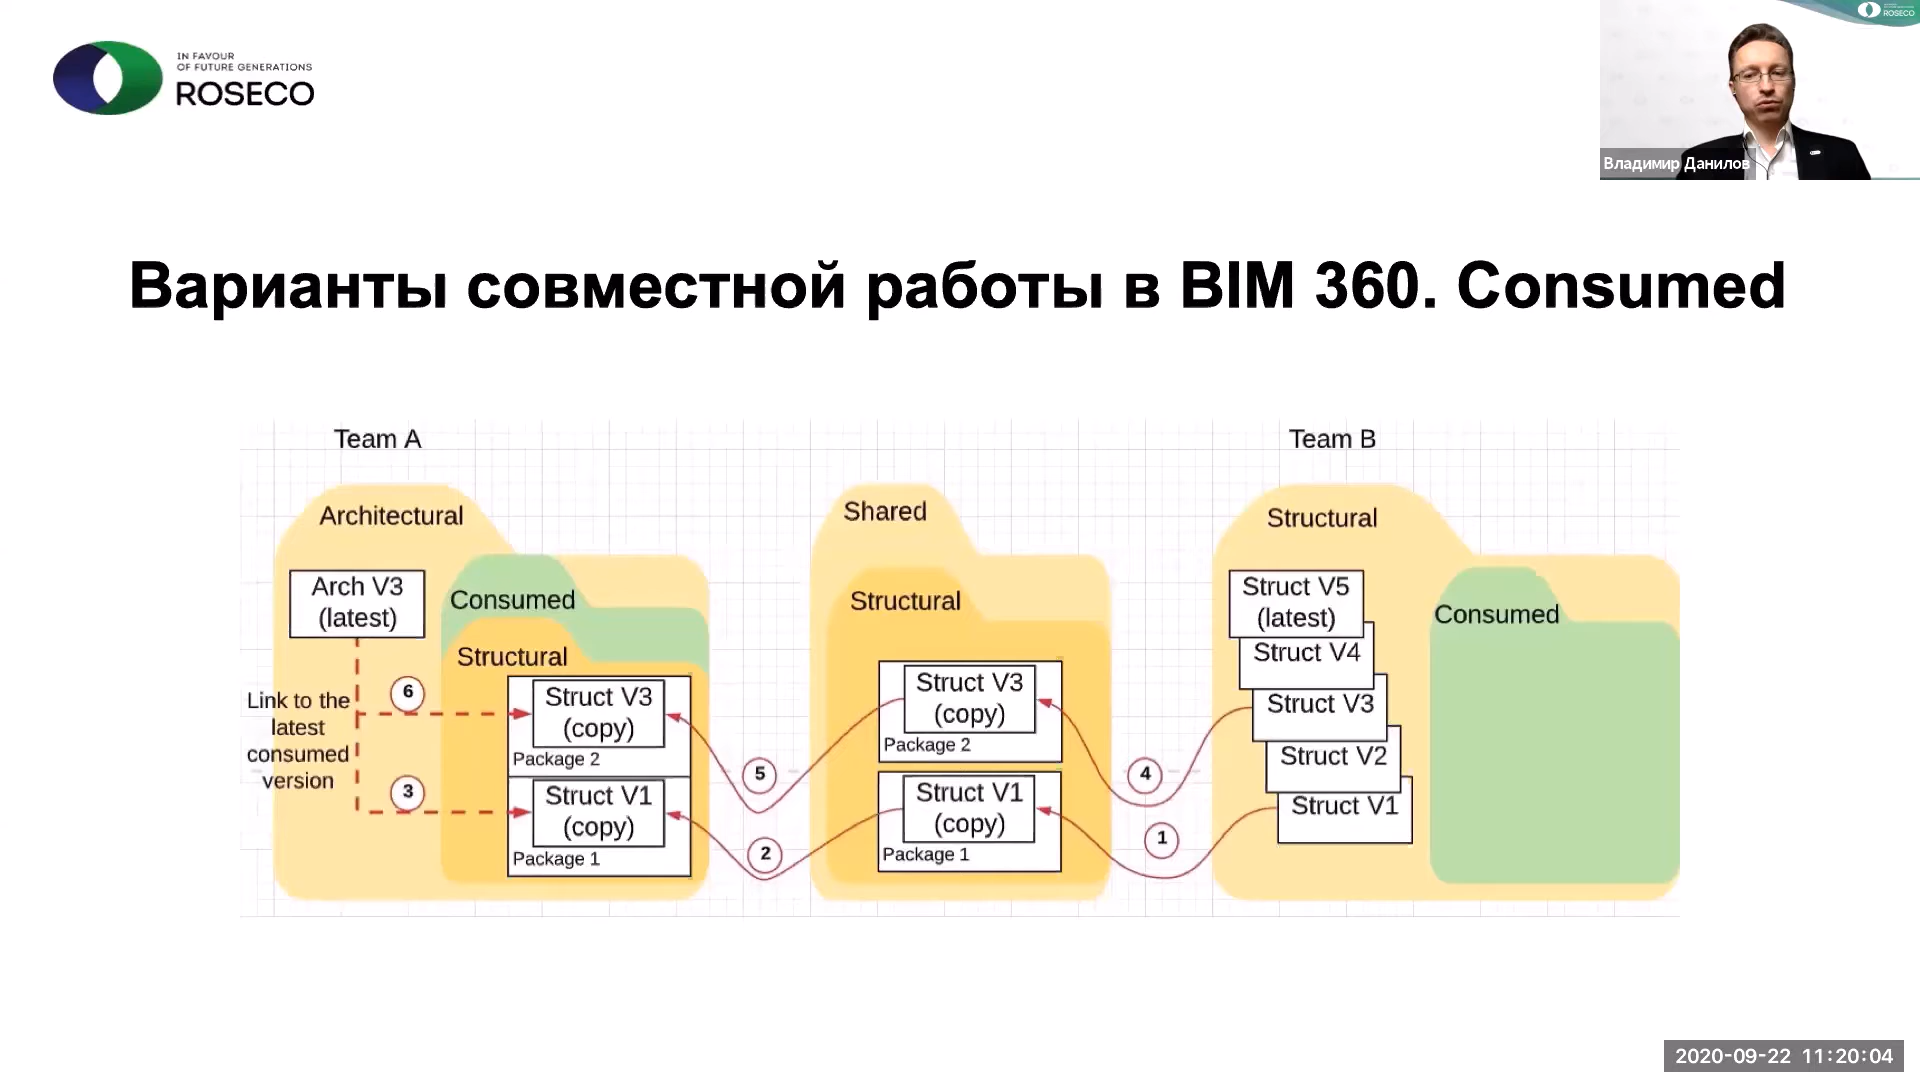 IN FAVOUR
OF FUTURE GENERATIONS
ROSECO
ROSECO
Владимир Данилов
Варианты совместной работы в BIM 360. Consumed
Team A
Team B
Architectural
Shared
Structural
Arch V3
(latest)
Consumed
Structural
Structural
Struct V5
(latest)
Consumed
Struct V4
Struct V3
Struct V2
Struct V1
Link to the
latest
consumed
version
6
3
Struct V3
(copy)
Package 2
Struct V1
(copy)
Package 1
5
2
Struct V3
(copy)
Package 2
Struct V1
(copy)
Package 1
4
1
2020-09-22 11:20:04